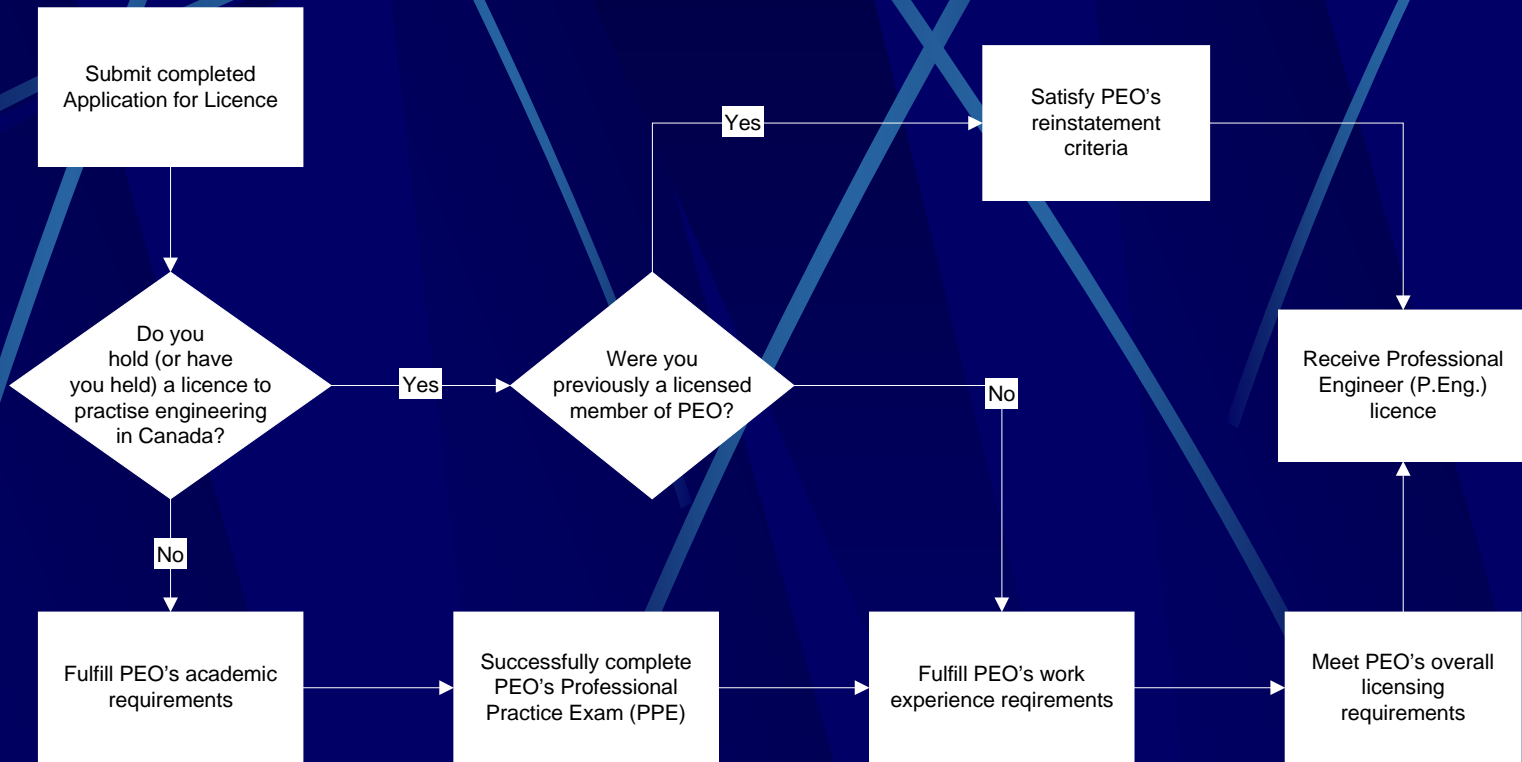 Submit completed
Application for Licence
Yes
Satisfy PEO’s
reinstatement
criteria
Do you
hold (or have
you held) a licence to
practise engineering
in Canada?
Yes
Were you
previously a licensed
member of PEO?
No
Receive Professional
Engineer (P.Eng.)
licence
No
Fulfill PEO’s academic
requirements
Successfully complete
PEO’s Professional
Practice Exam (PPE)
Fulfill PEO’s work
experience reqirements
Meet PEO’s overall
licensing
requirements